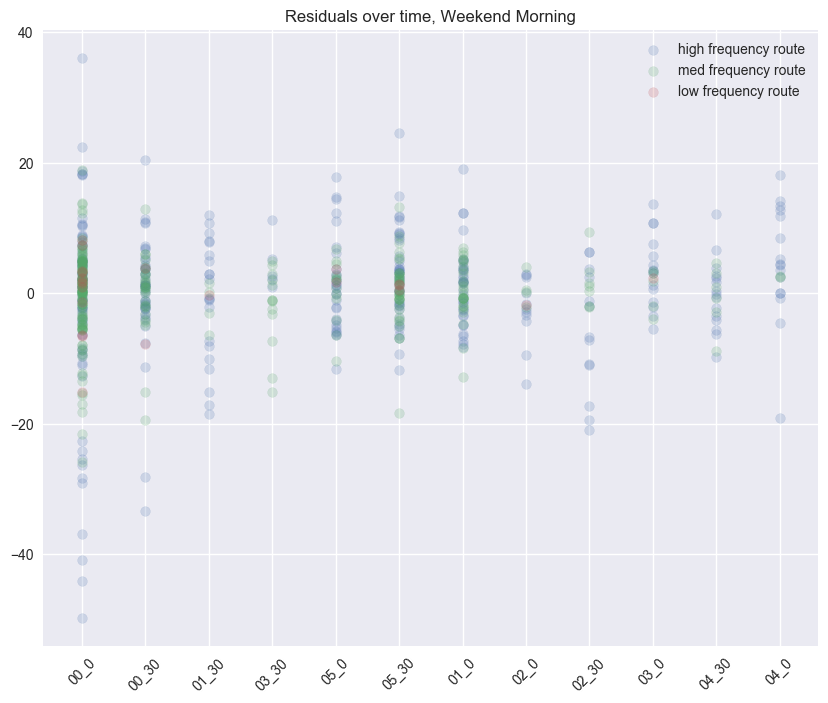 Residuals over time, Weekend Morning
high frequency route
med frequency route
low frequency route
40
20
0
−20
−40
00_0 00_30 01_30 03_30 05_0 05_30 01_0 02_0 02_30 03_0 04_30 04_0